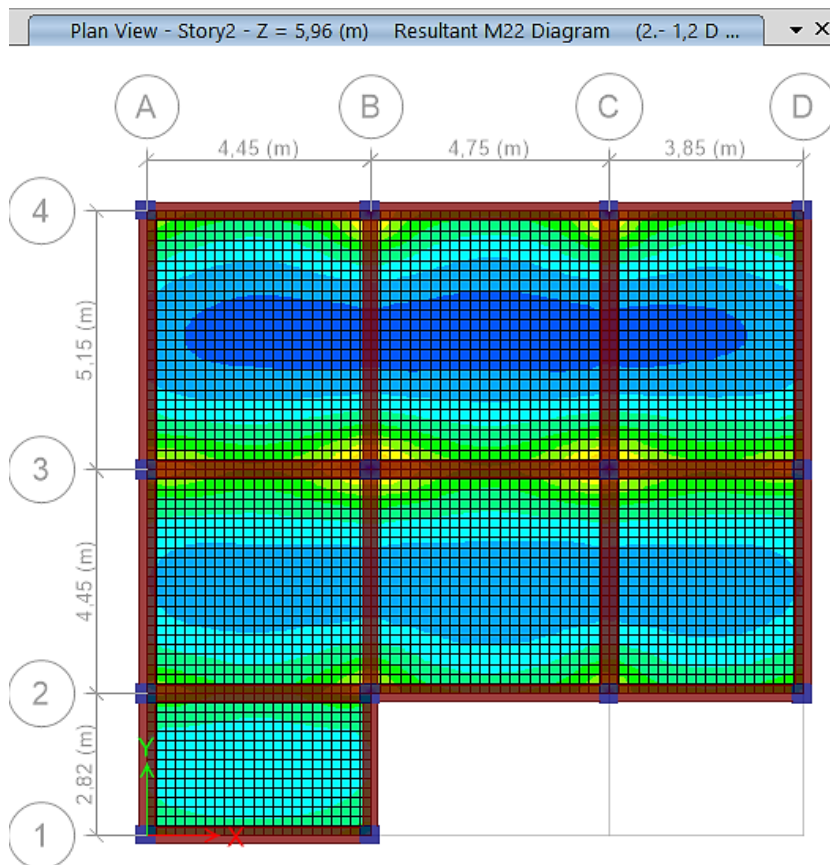 Plan View - Story2 - Z = 5,96 (m) Resultant M22 Diagram (2.- 1,2 D ...
A B C D
4,45 (m) 4,75 (m) 3,85 (m)
4
5,15 (m)
3
4,45 (m)
2
2,82 (m)
Y
1
X